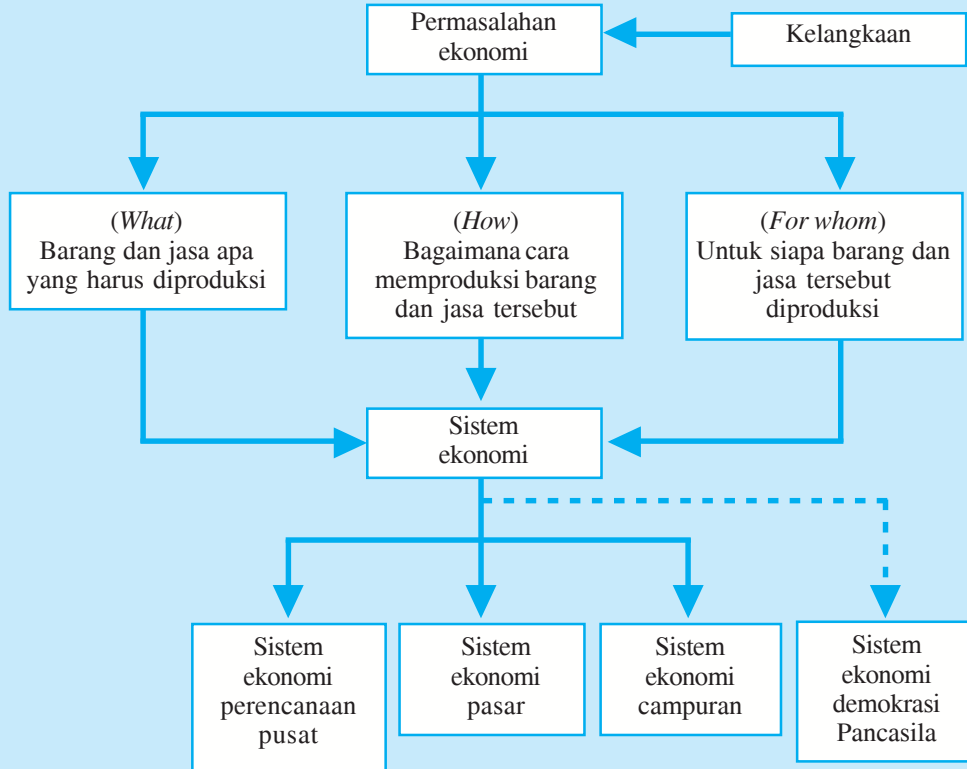 Permasalahan
ekonomi
Kelangkaan
(What)
Barang dan jasa apa
yang harus diproduksi
(How)
Bagaimana cara
memproduksi barang
dan jasa tersebut
(For whom)
Untuk siapa barang dan
jasa tersebut
diproduksi
Sistem
ekonomi
Sistem
ekonomi
perencanaan
pusat
Sistem
ekonomi
pasar
Sistem
ekonomi
campuran
Sistem
ekonomi
demokrasi
Pancasila